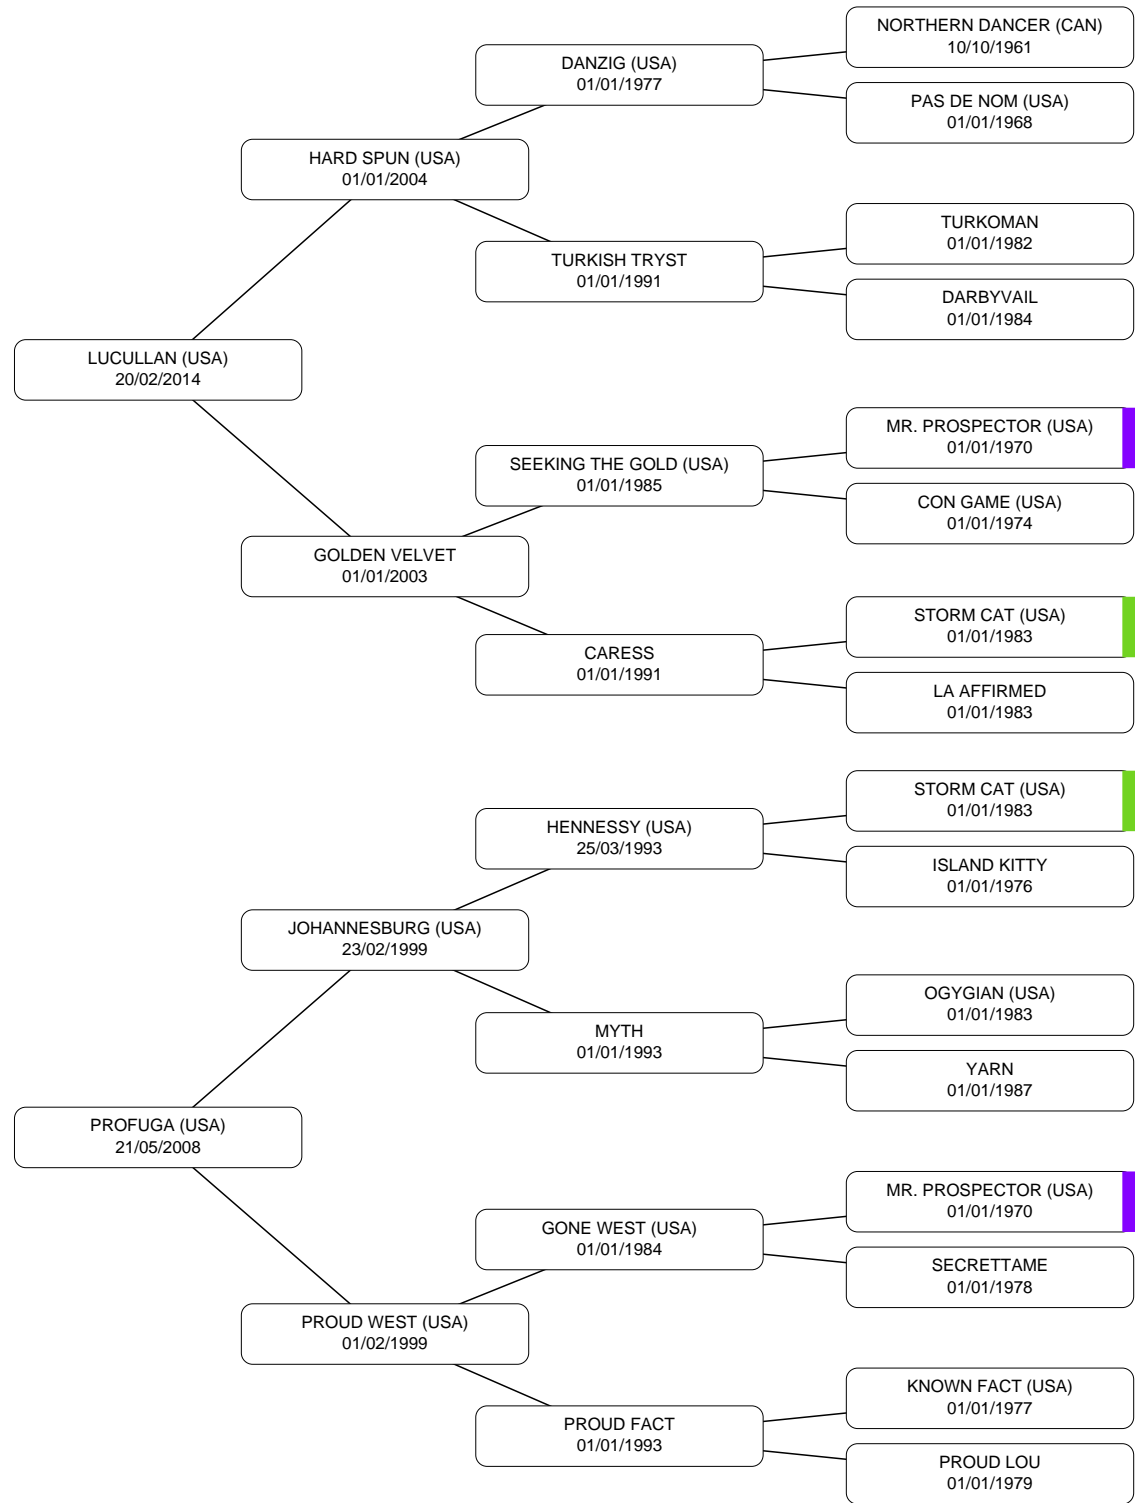 NORTHERN DANCER (CAN)
10/10/1961
DANZIG (USA)
01/01/1977
PAS DE NOM (USA)
01/01/1968
HARD SPUN (USA)
01/01/2004
TURKOMAN
01/01/1982
TURKISH TRYST
01/01/1991
DARBYVAIL
01/01/1984
LUCULLAN (USA)
20/02/2014
MR. PROSPECTOR (USA)
01/01/1970
SEEKING THE GOLD (USA)
01/01/1985
CON GAME (USA)
01/01/1974
GOLDEN VELVET
01/01/2003
STORM CAT (USA)
01/01/1983
CARESS
01/01/1991
LA AFFIRMED
01/01/1983
STORM CAT (USA)
01/01/1983
HENNESSY (USA)
25/03/1993
ISLAND KITTY
01/01/1976
JOHANNESBURG (USA)
23/02/1999
OGYGIAN (USA)
01/01/1983
MYTH
01/01/1993
YARN
01/01/1987
PROFUGA (USA)
21/05/2008
MR. PROSPECTOR (USA)
01/01/1970
GONE WEST (USA)
01/01/1984
SECRETTAME
01/01/1978
PROUD WEST (USA)
01/02/1999
KNOWN FACT (USA)
01/01/1977
PROUD FACT
01/01/1993
PROUD LOU
01/01/1979